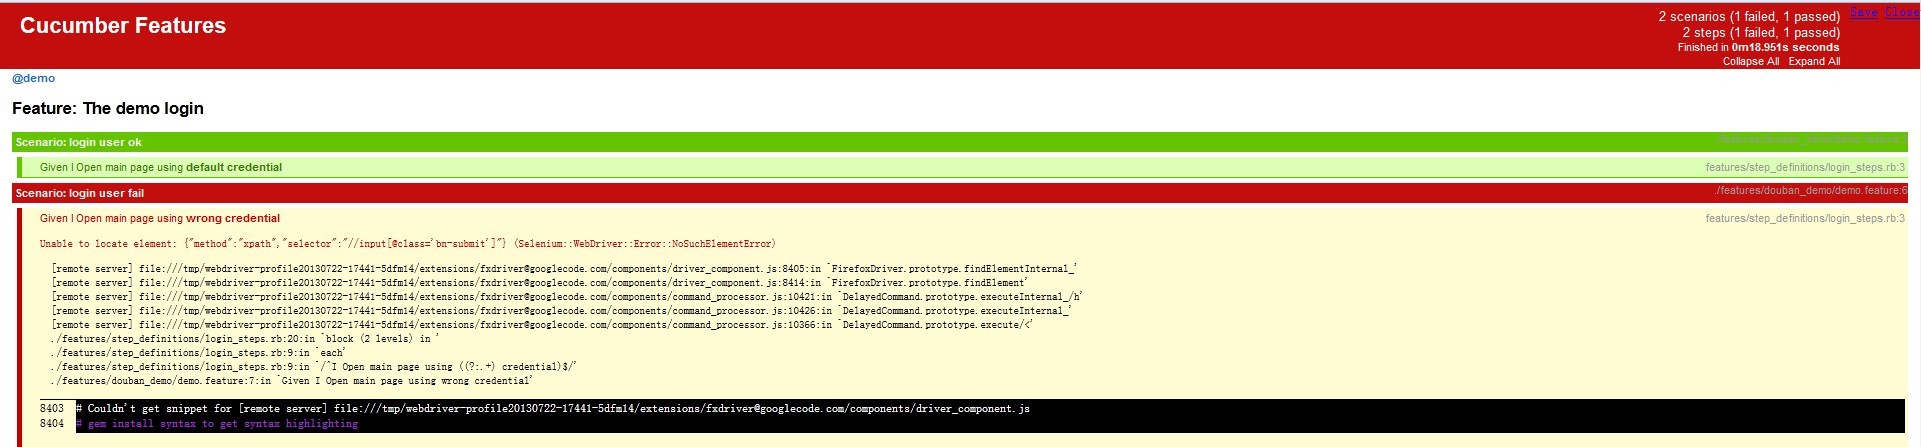 Cucumber Features
2 scenarios (1 failed, 1 passed)
Save Close
2 steps (1 failed, 1 passed)
Finished in 0m18.951s seconds
Collapse All Expand All
@demo
Feature: The demo login
Scenario: login user ok
Given I Open main page using default credential
features/step_definitions/login_steps.rb:3
Scenario: login user fail
./features/douban_demo/demo.feature:6
Given I Open main page using wrong credential
features/step_definitions/login_steps.rb:3
Unable to locate element: {"method":"xpath","selector":"//input[@class='bn-submit']"} (Selenium::WebDriver::Error::NoSuchElementError)
[remote server] file:///tmp/webdriver-profile20130722-17441-5dfm14/extensions/fxdriver@googlecode.com/components/driver_component.js:8405:in `FirefoxDriver.prototype.findElementInternal_'
[remote server] file:///tmp/webdriver-profile20130722-17441-5dfm14/extensions/fxdriver@googlecode.com/components/driver_component.js:8414:in `FirefoxDriver.prototype.findElement'
[remote server] file:///tmp/webdriver-profile20130722-17441-5dfm14/extensions/fxdriver@googlecode.com/components/command_processor.js:10421:in `DelayedCommand.prototype.executeInternal_/h'
[remote server] file:///tmp/webdriver-profile20130722-17441-5dfm14/extensions/fxdriver@googlecode.com/components/command_processor.js:10426:in `DelayedCommand.prototype.executeInternal_'
[remote server] file:///tmp/webdriver-profile20130722-17441-5dfm14/extensions/fxdriver@googlecode.com/components/command_processor.js:10366:in `DelayedCommand.prototype.execute/<'
./features/step_definitions/login_steps.rb:20:in `block (2 levels) in '
./features/step_definitions/login_steps.rb:9:in `each'
./features/step_definitions/login_steps.rb:9:in `/^I Open main page using ((?:.+) credential)$/'
./features/douban_demo/demo.feature:7:in `Given I Open main page using wrong credential'
8403 # Couldn't get snippet for [remote server] file:///tmp/webdriver-profile20130722-17441-5dfm14/extensions/fxdriver@googlecode.com/components/driver_component.js
8404 # gem install syntax to get syntax highlighting